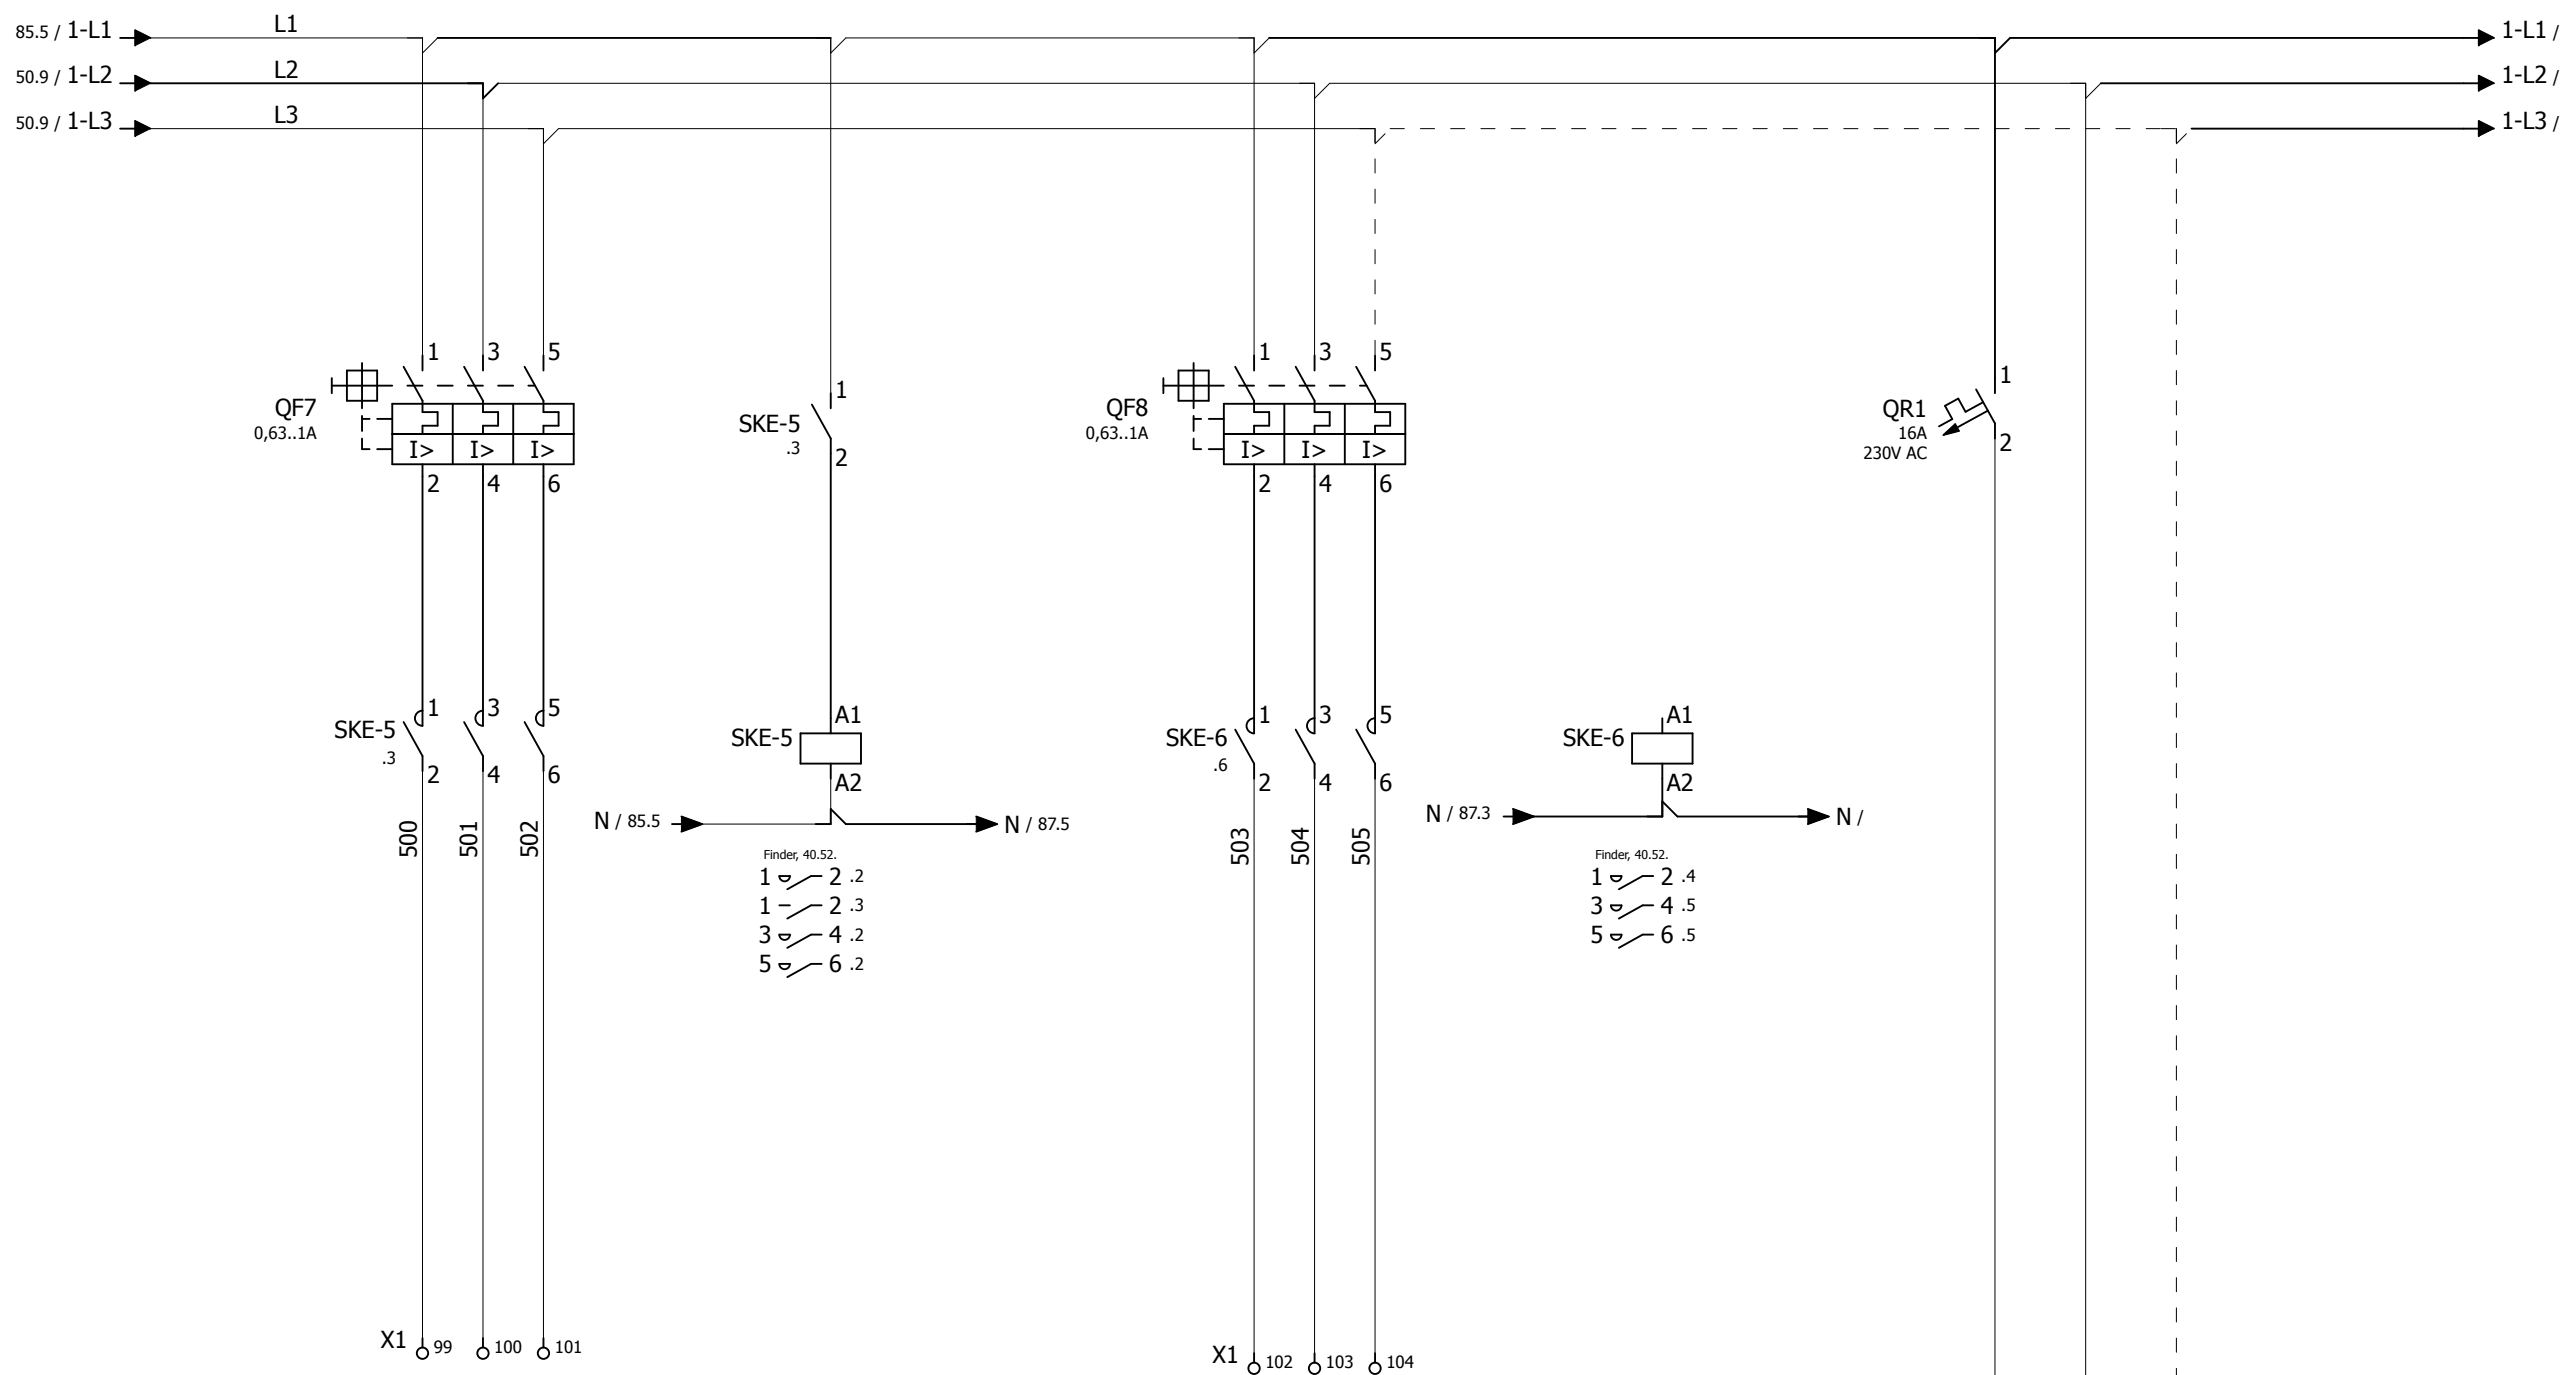 85.5 / 1-L1 L1 1-L1 /
50.9 / 1-L2 L2 1-L2 /
50.9 / 1-L3 L3 1-L3 /
1 3 5
QF7
0,63..1A
I> I> I>
2 4 6
1
SKE-5
.3
2
1 3 5
QF8
0,63..1A
I> I> I>
2 4 6
1
QR1
16A
230V AC
2
1 3 5
SKE-5
.3
2 4 6
500 501 502
A1
SKE-5
A2
N / 85.5 N / 87.5
Finder, 40.52.
1 2 .2
1 2 .3
3 4 .2
5 6 .2
1 3 5
SKE-6
.6
2 4 6
503 504 505
A1
SKE-6
A2
N / 87.3 N /
Finder, 40.52.
1 2 .4
3 4 .5
5 6 .5
X1 99 100 101
X1 102 103 104